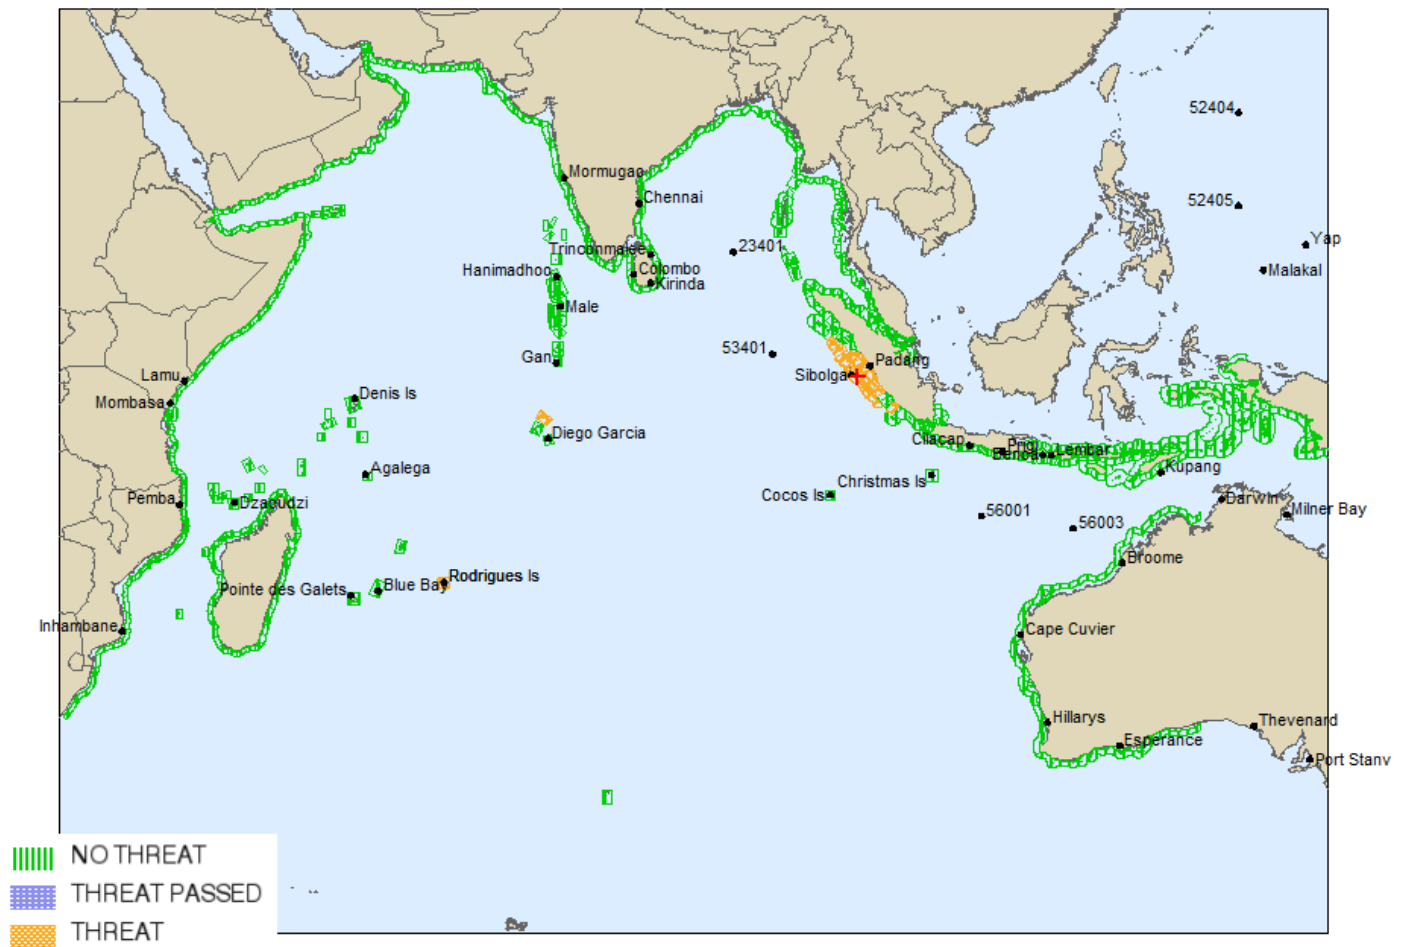 52404
Mormugao
Chennai
52405
Yap
Trinconmalee
23401
Hanimadhoo
Colombo
Malakal
Kirinda
Male
53401
Gan
Padang
Lamu
Sibolga
Denis Is
Mombasa
Diego Garcia
Cilacap
Prigi
Benoa
Lembar
Agalega
Kupang
Christmas Is
Cocos Is
Pemba
Dzaoudzi
Darwin
56001
Milner Bay
56003
Broome
Rodrigues Is
Pointe des Galets
Blue Bay
Inhambane
Cape Cuvier
Hillarys
Thevenard
Esperance
Port Stanv
NO THREAT
THREAT PASSED
THREAT